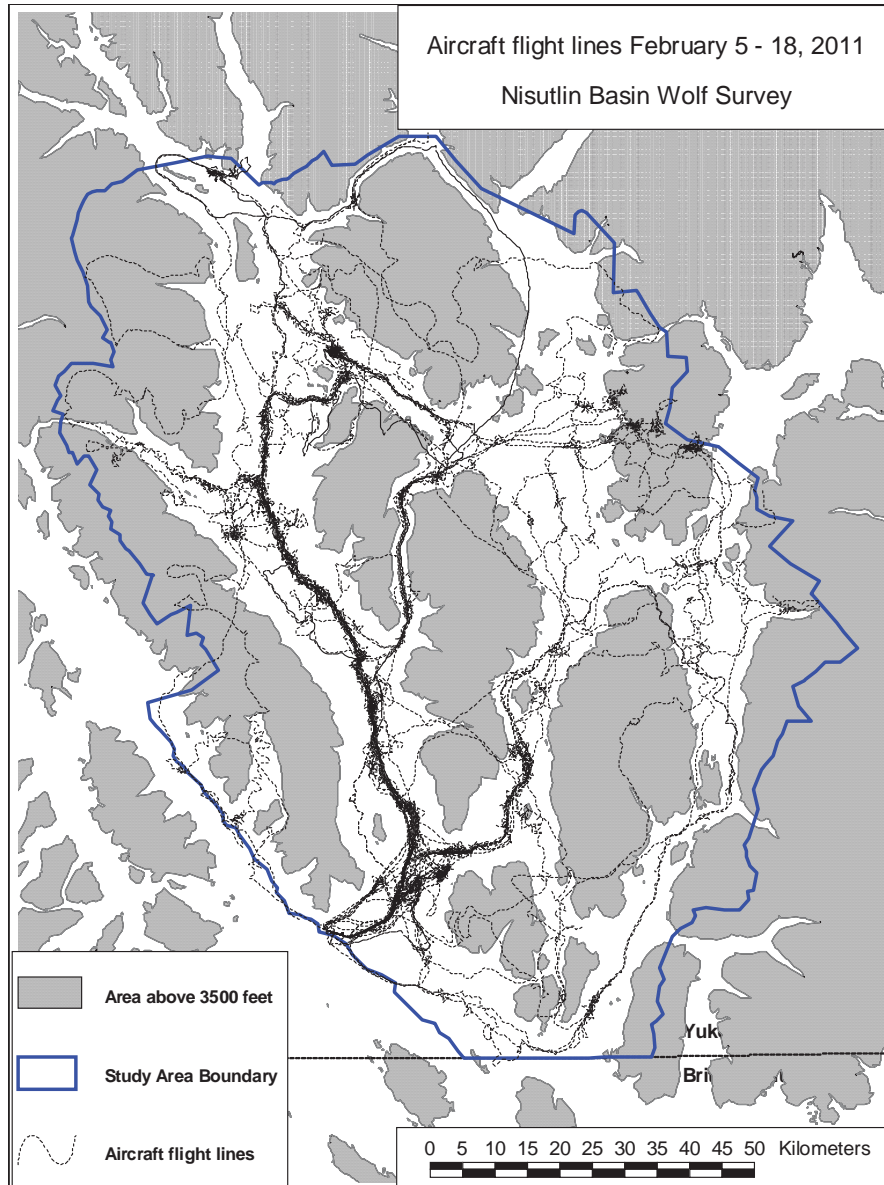 Aircraft flight lines February 5 - 18, 2011
Nisutlin Basin Wolf Survey
Area above 3500 feet
Study Area Boundary
Aircraft flight lines
0 5 10 15 20 25 30 35 40 45 50 Kilometers